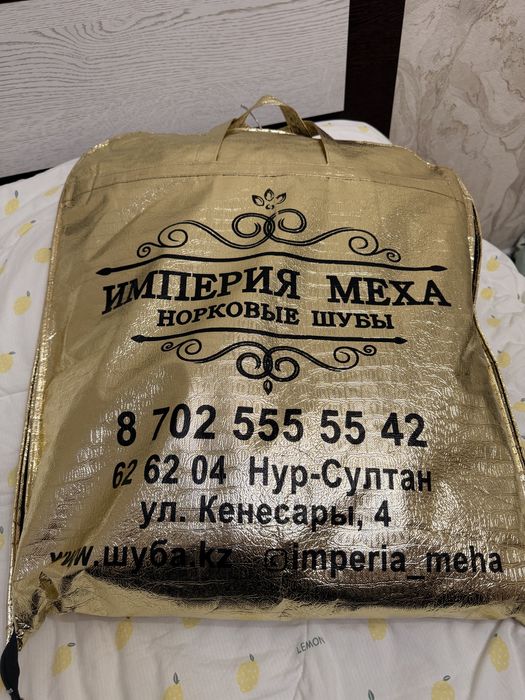 ИМПЕРИЯ МЕХА
НОРКОВЫЕ ШУБЫ
8 702 555 55 42
62 62 04 Нур-Султан
ул. Кенесары, 4
www.шуба.kz @imperia_meha
LEMON